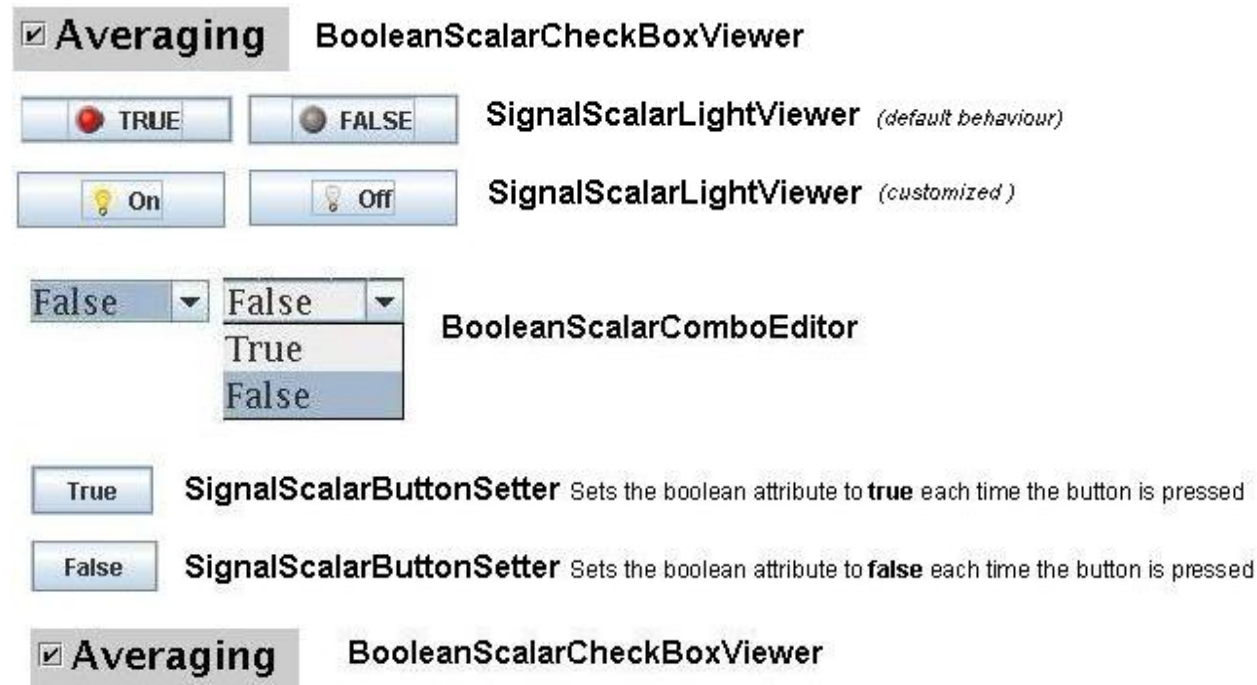 Averaging BooleanScalarCheckBoxViewer
TRUE FALSE SignalScalarLightViewer (default behaviour)
On Off SignalScalarLightViewer (customized )
False False BooleanScalarComboEditor
True
False
True SignalScalarButtonSetter Sets the boolean attribute to true each time the button is pressed
False SignalScalarButtonSetter Sets the boolean attribute to false each time the button is pressed
Averaging BooleanScalarCheckBoxViewer